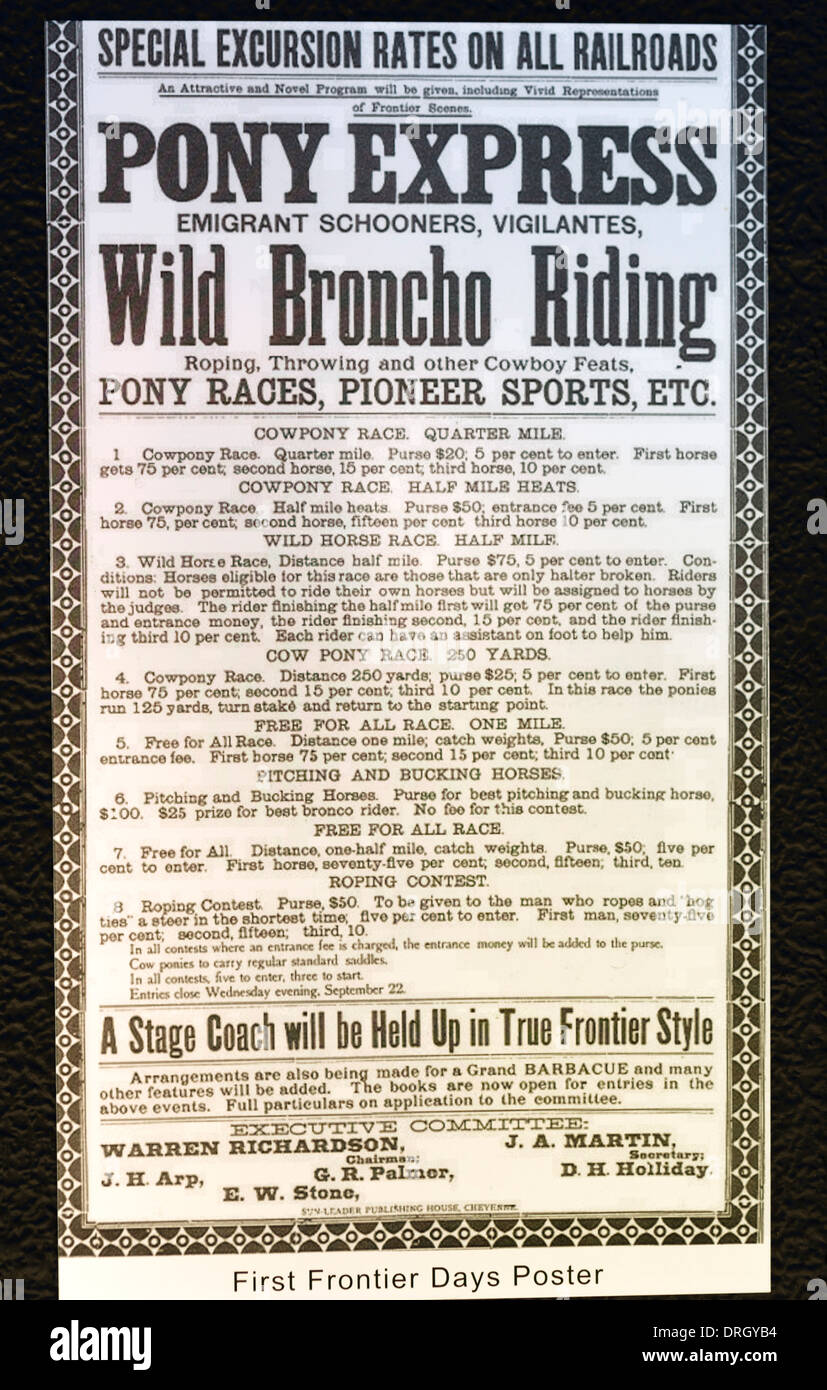 SPECIAL EXCURSION RATES ON ALL RAILROADS
An Attractive and Novel Program will be given, including Vivid Representations
of Frontier Scenes.
PONY EXPRESS
EMIGRANT SCHOONERS, VIGILANTES,
Wild Broncho Riding
Roping, Throwing and other Cowboy Feats,
PONY RACES, PIONEER SPORTS, ETC.
COWPONY RACE. QUARTER MILE.
1 Cowpony Race. Quarter mile. Purse $20; 5 per cent to enter. First horse
gets 75 per cent; second horse, 15 per cent; third horse, 10 per cent.
COWPONY RACE. HALF MILE HEATS.
2. Cowpony Race. Half mile heats. Purse $50; entrance fee 5 per cent. First
horse 75, per cent; second horse, fifteen per cent third horse 10 per cent.
WILD HORSE RACE. HALF MILE.
3. Wild Horse Race, Distance half mile. Purse $75, 5 per cent to enter. Con-
ditions: Horses eligible for this race are those that are only halter broken. Riders
will not be permitted to ride their own horses but will be assigned to horses by
the judges. The rider finishing the half mile first will get 75 per cent of the purse
and entrance money, the rider finishing second, 15 per cent, and the rider finish-
ing third 10 per cent. Each rider can have an assistant on foot to help him.
COW PONY RACE. 250 YARDS.
4. Cowpony Race. Distance 250 yards; purse $25; 5 per cent to enter. First
horse 75 per cent; second 15 per cent; third 10 per cent. In this race the ponies
run 125 yards, turn stake and return to the starting point.
FREE FOR ALL RACE. ONE MILE.
5. Free for All Race. Distance one mile; catch weights, Purse $50; 5 per cent
entrance fee. First horse 75 per cent; second 15 per cent; third 10 per cent
PITCHING AND BUCKING HORSES.
6. Pitching and Bucking Horses. Purse for best pitching and bucking horse,
$100. $25 prize for best bronco rider. No fee for this contest.
FREE FOR ALL RACE.
7. Free for All. Distance, one-half mile, catch weights. Purse, $50; five per
cent to enter. First horse, seventy-five per cent; second, fifteen; third, ten.
ROPING CONTEST.
8 Roping Contest. Purse, $50. To be given to the man who ropes and "hog
ties" a steer in the shortest time; five per cent to enter. First man, seventy-five
per cent; second, fifteen; third, 10.
In all contests where an entrance fee is charged, the entrance money will be added to the purse.
Cow ponies to carry regular standard saddles.
In all contests, five to enter, three to start.
Entries close Wednesday evening, September 22.
A Stage Coach will be Held Up in True Frontier Style
Arrangements are also being made for a Grand BARBACUE and many
other features will be added. The books are now open for entries in the
above events. Full particulars on application to the committee.
EXECUTIVE COMMITTEE:
WARREN RICHARDSON, J. A. MARTIN,
Chairman; Secretary;
J. H. Arp, G. R. Palmer, D. H. Holliday.
E. W. Stone,
SUN-LEADER PUBLISHING HOUSE, CHEYENNE.
First Frontier Days Poster
alamy
Image ID: DRGYB4
www.alamy.com